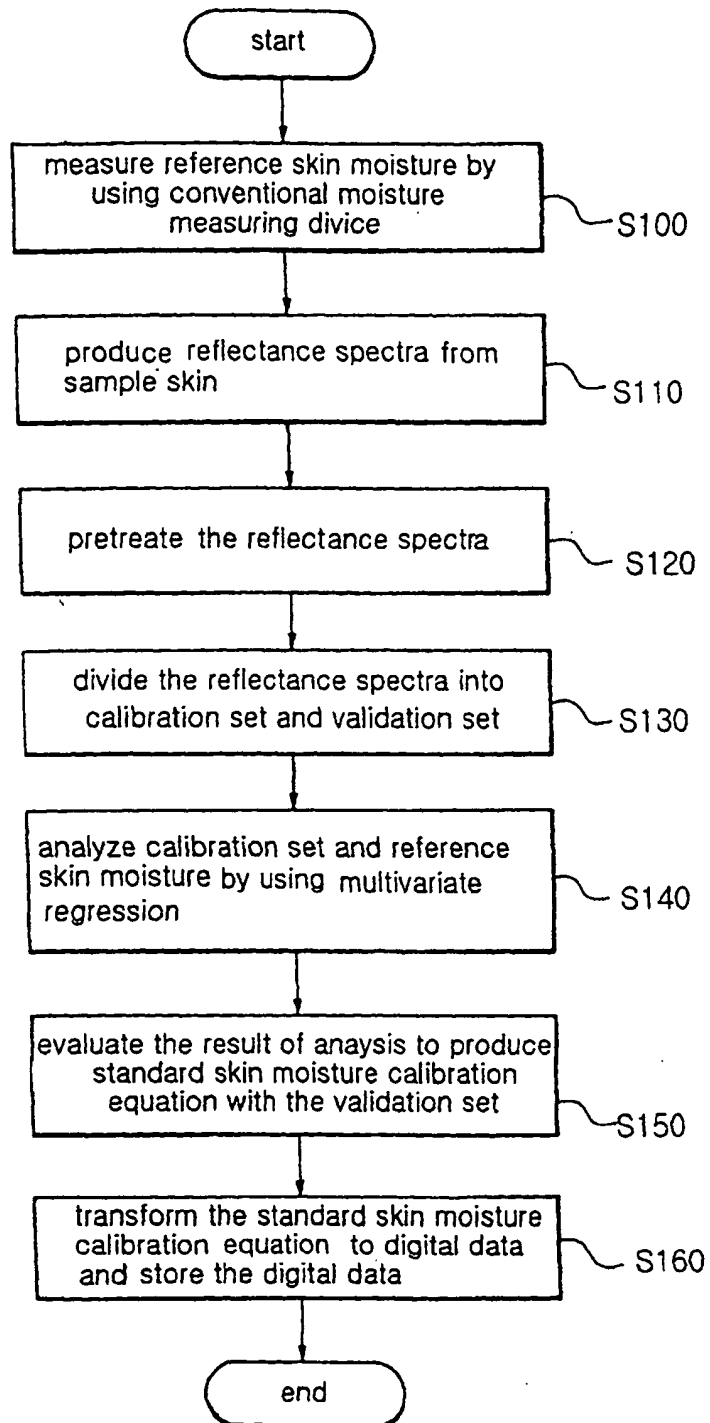 start
measure reference skin moisture by
using conventional moisture
measuring divice
S100
produce reflectance spectra from
sample skin
S110
pretreate the reflectance spectra
S120
divide the reflectance spectra into
calibration set and validation set
S130
analyze calibration set and reference
skin moisture by using multivariate
regression
S140
evaluate the result of anaysis to produce
standard skin moisture calibration
equation with the validation set
S150
transform the standard skin moisture
calibration equation to digital data
and store the digital data
S160
end